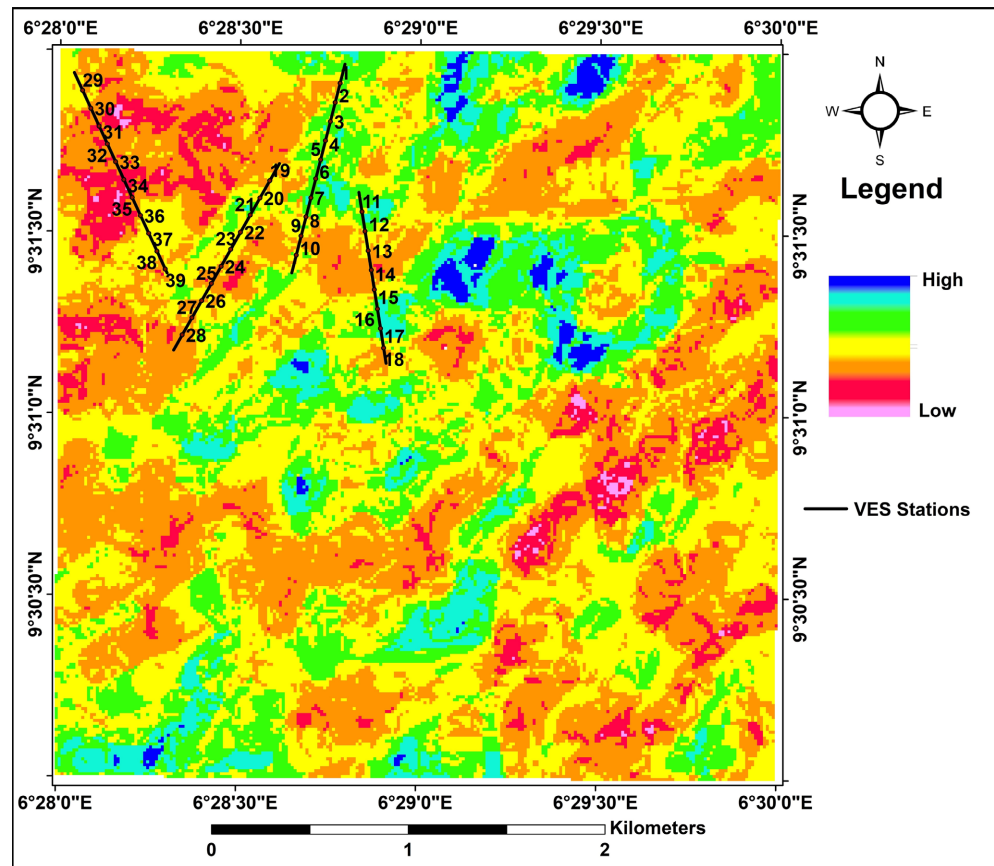 6°28'0"E 6°28'30"E 6°29'0"E 6°29'30"E 6°30'0"E
N
W E
S
Legend
High
Low
VES Stations
29
30
31
32
33
34
35
36
37
38
39
19
20
21
22
23
24
25
26
27
28
2
3
4
5
6
7
8
9
10
11
12
13
14
15
16
17
18
9°31'30"N
9°31'0"N
9°30'30"N
9°31'30"N
9°31'0"N
9°30'30"N
6°28'0"E 6°28'30"E 6°29'0"E 6°29'30"E 6°30'0"E
Kilometers
0 1 2